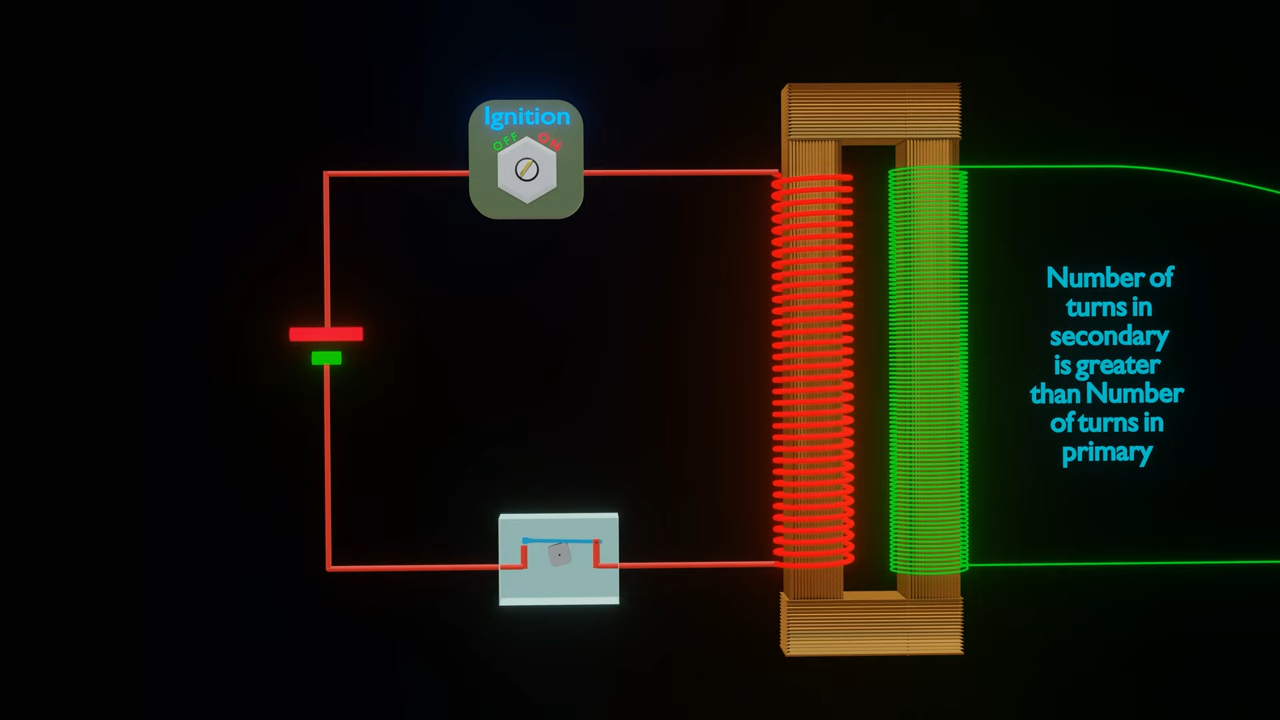 Ignition
OFF ON
Number of
turns in
secondary
is greater
than Number
of turns in
primary